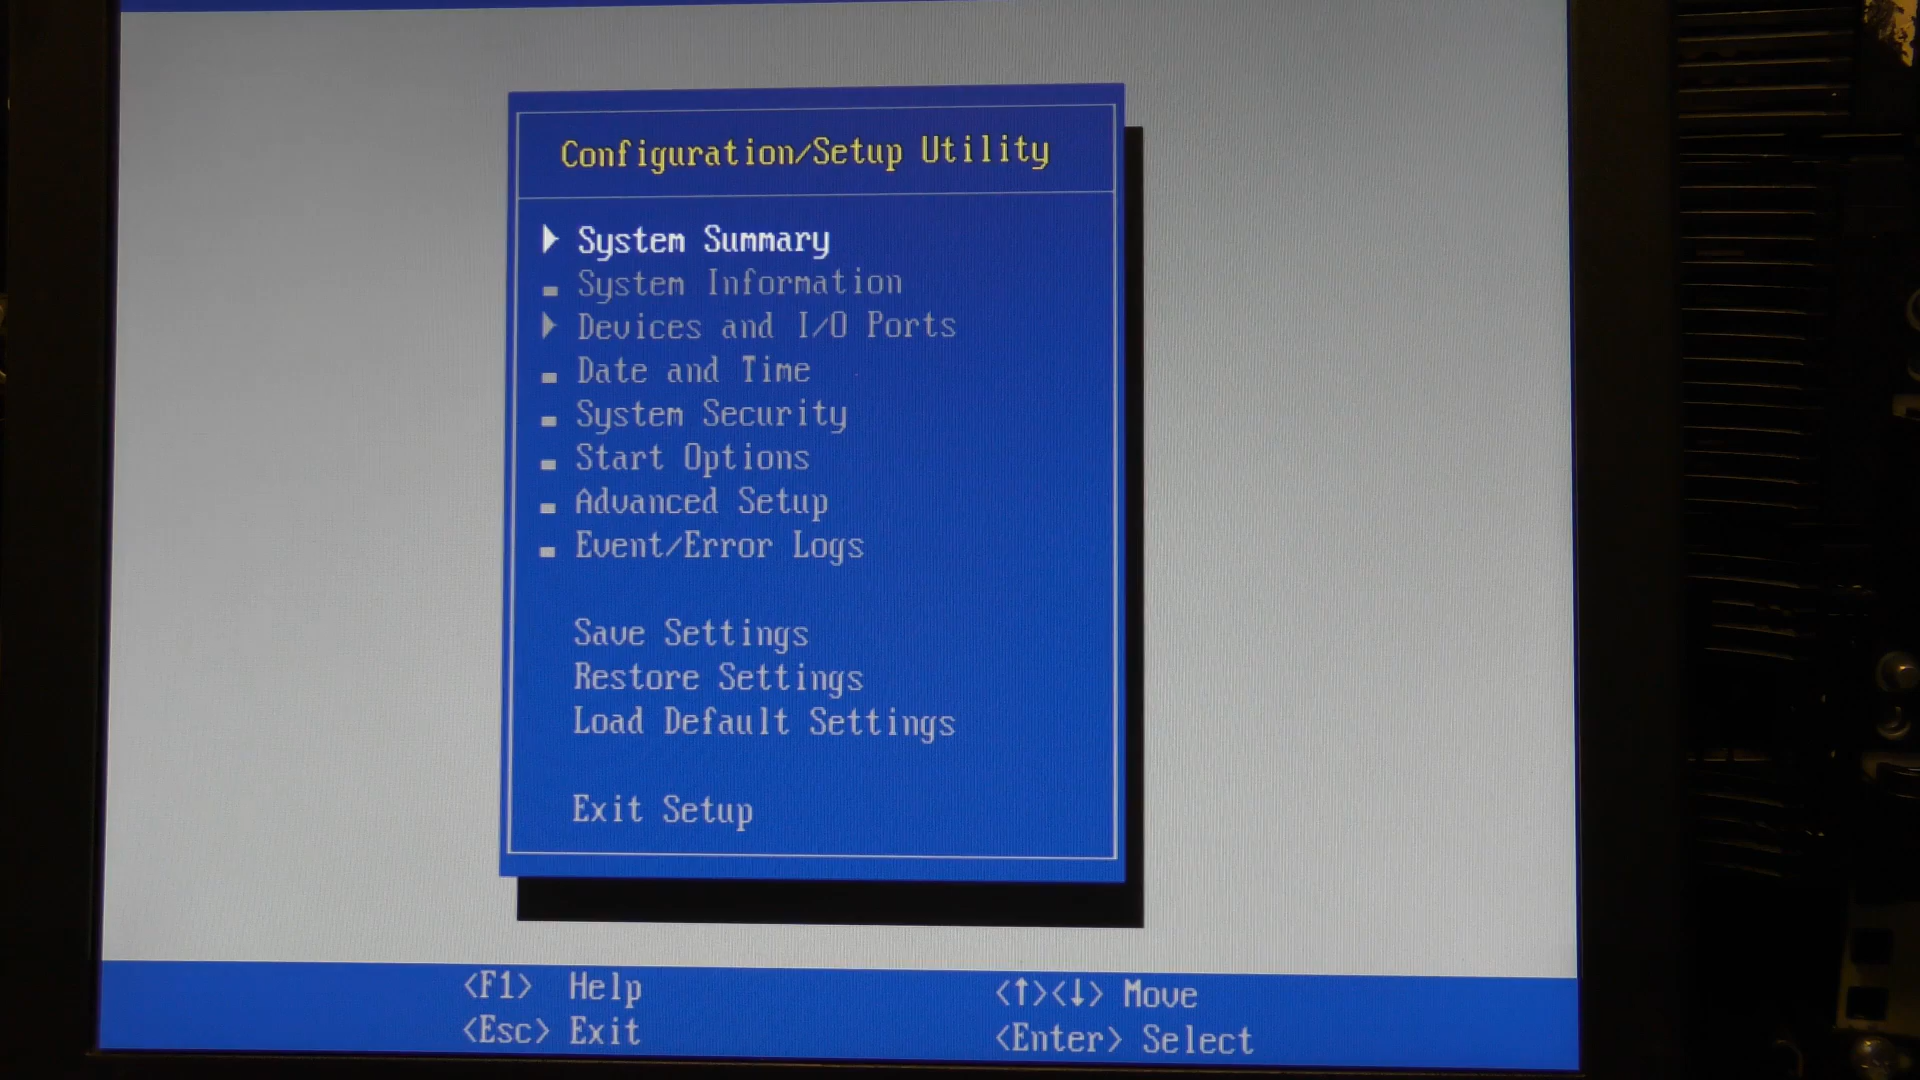 Configuration/Setup Utility
System Summary
System Information
Devices and I/O Ports
Date and Time
System Security
Start Options
Advanced Setup
Event/Error Logs
Save Settings
Restore Settings
Load Default Settings
Exit Setup
<F1> Help
<↑><↓> Move
<Esc> Exit
<Enter> Select